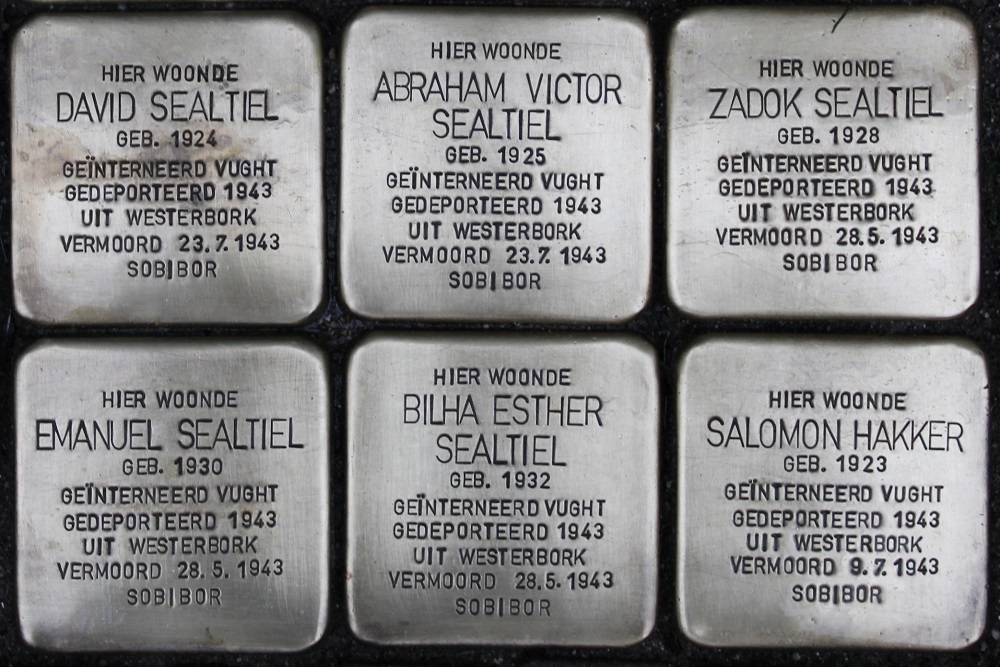 HIER WOONDE
DAVID SEALTIEL
GEB. 1924
GEÏNTERNEERD VUGHT
GEDEPORTEERD 1943
UIT WESTERBORK
VERMOORD 23.7.1943
SOBIBOR
HIER WOONDE
ABRAHAM VICTOR
SEALTIEL
GEB. 1925
GEÏNTERNEERD VUGHT
GEDEPORTEERD 1943
UIT WESTERBORK
VERMOORD 23.7.1943
SOBIBOR
HIER WOONDE
ZADOK SEALTIEL
GEB. 1928
GEÏNTERNEERD VUGHT
GEDEPORTEERD 1943
UIT WESTERBORK
VERMOORD 28.5.1943
SOBIBOR
HIER WOONDE
EMANUEL SEALTIEL
GEB. 1930
GEÏNTERNEERD VUGHT
GEDEPORTEERD 1943
UIT WESTERBORK
VERMOORD 28.5.1943
SOBIBOR
HIER WOONDE
BILHA ESTHER
SEALTIEL
GEB. 1932
GEÏNTERNEERD VUGHT
GEDEPORTEERD 1943
UIT WESTERBORK
VERMOORD 28.5.1943
SOBIBOR
HIER WOONDE
SALOMON HAKKER
GEB. 1923
GEÏNTERNEERD VUGHT
GEDEPORTEERD 1943
UIT WESTERBORK
VERMOORD 9.7.1943
SOBIBOR